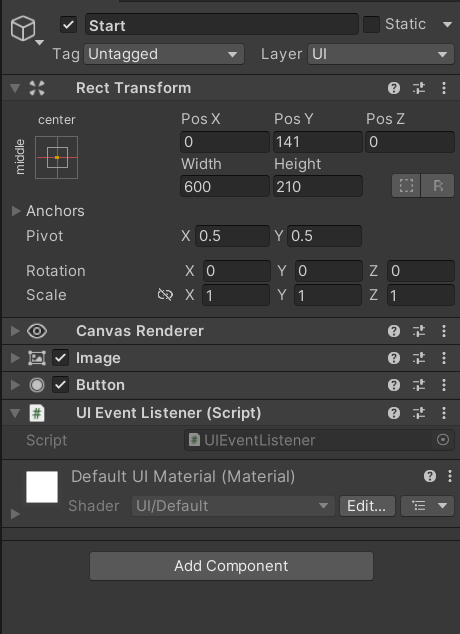 Start
Static
Tag Untagged Layer UI
Rect Transform
center
middle
Pos X Pos Y Pos Z
0 141 0
Width Height
600 210
R
Anchors
Pivot X 0.5 Y 0.5
Rotation X 0 Y 0 Z 0
Scale X 1 Y 1 Z 1
Canvas Renderer
Image
Button
# UI Event Listener (Script)
Script # UIEventListener
Default UI Material (Material)
Shader UI/Default Edit...
Add Component